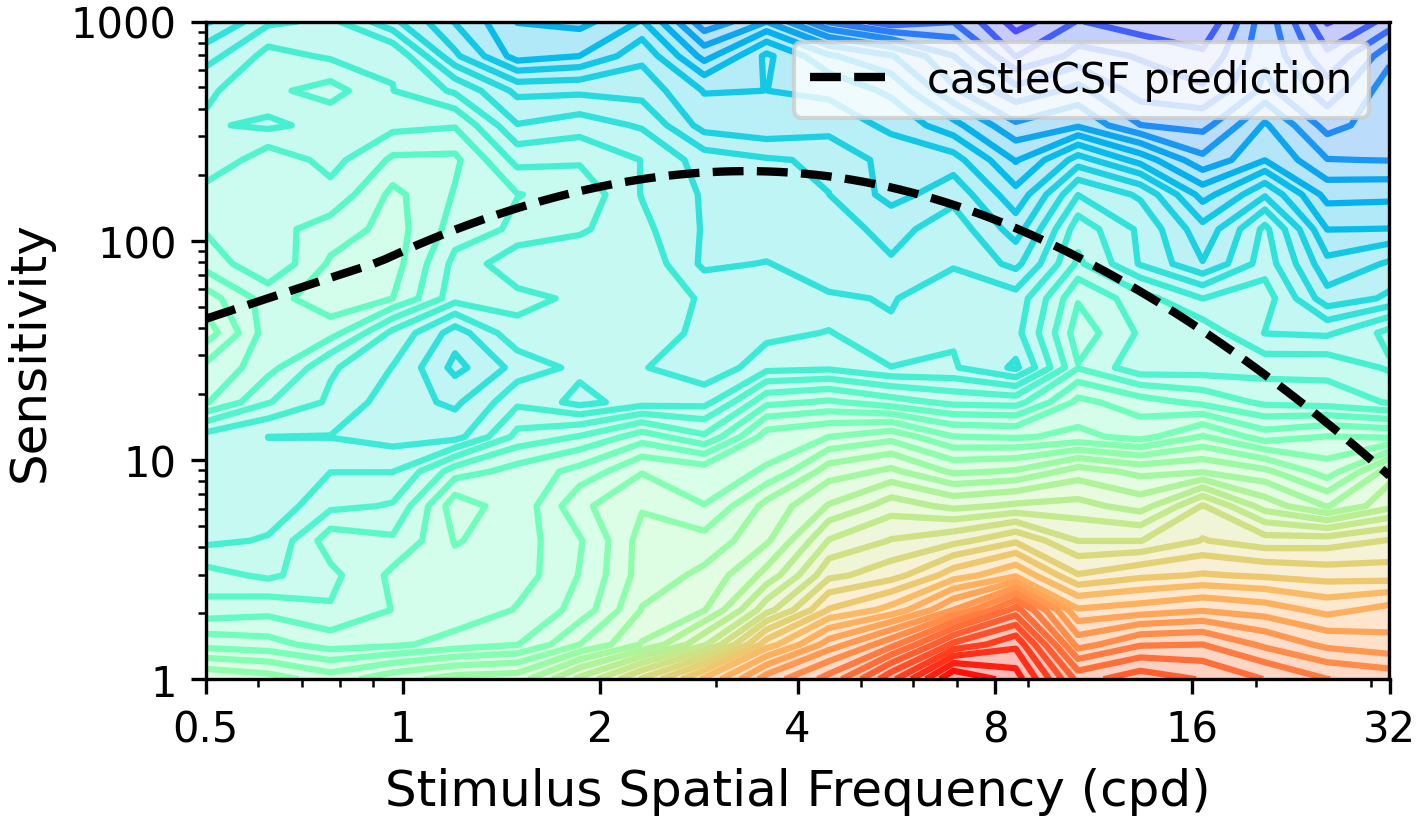 1000
100
10
1
Sensitivity
castleCSF prediction
0.5 1 2 4 8 16 32
Stimulus Spatial Frequency (cpd)